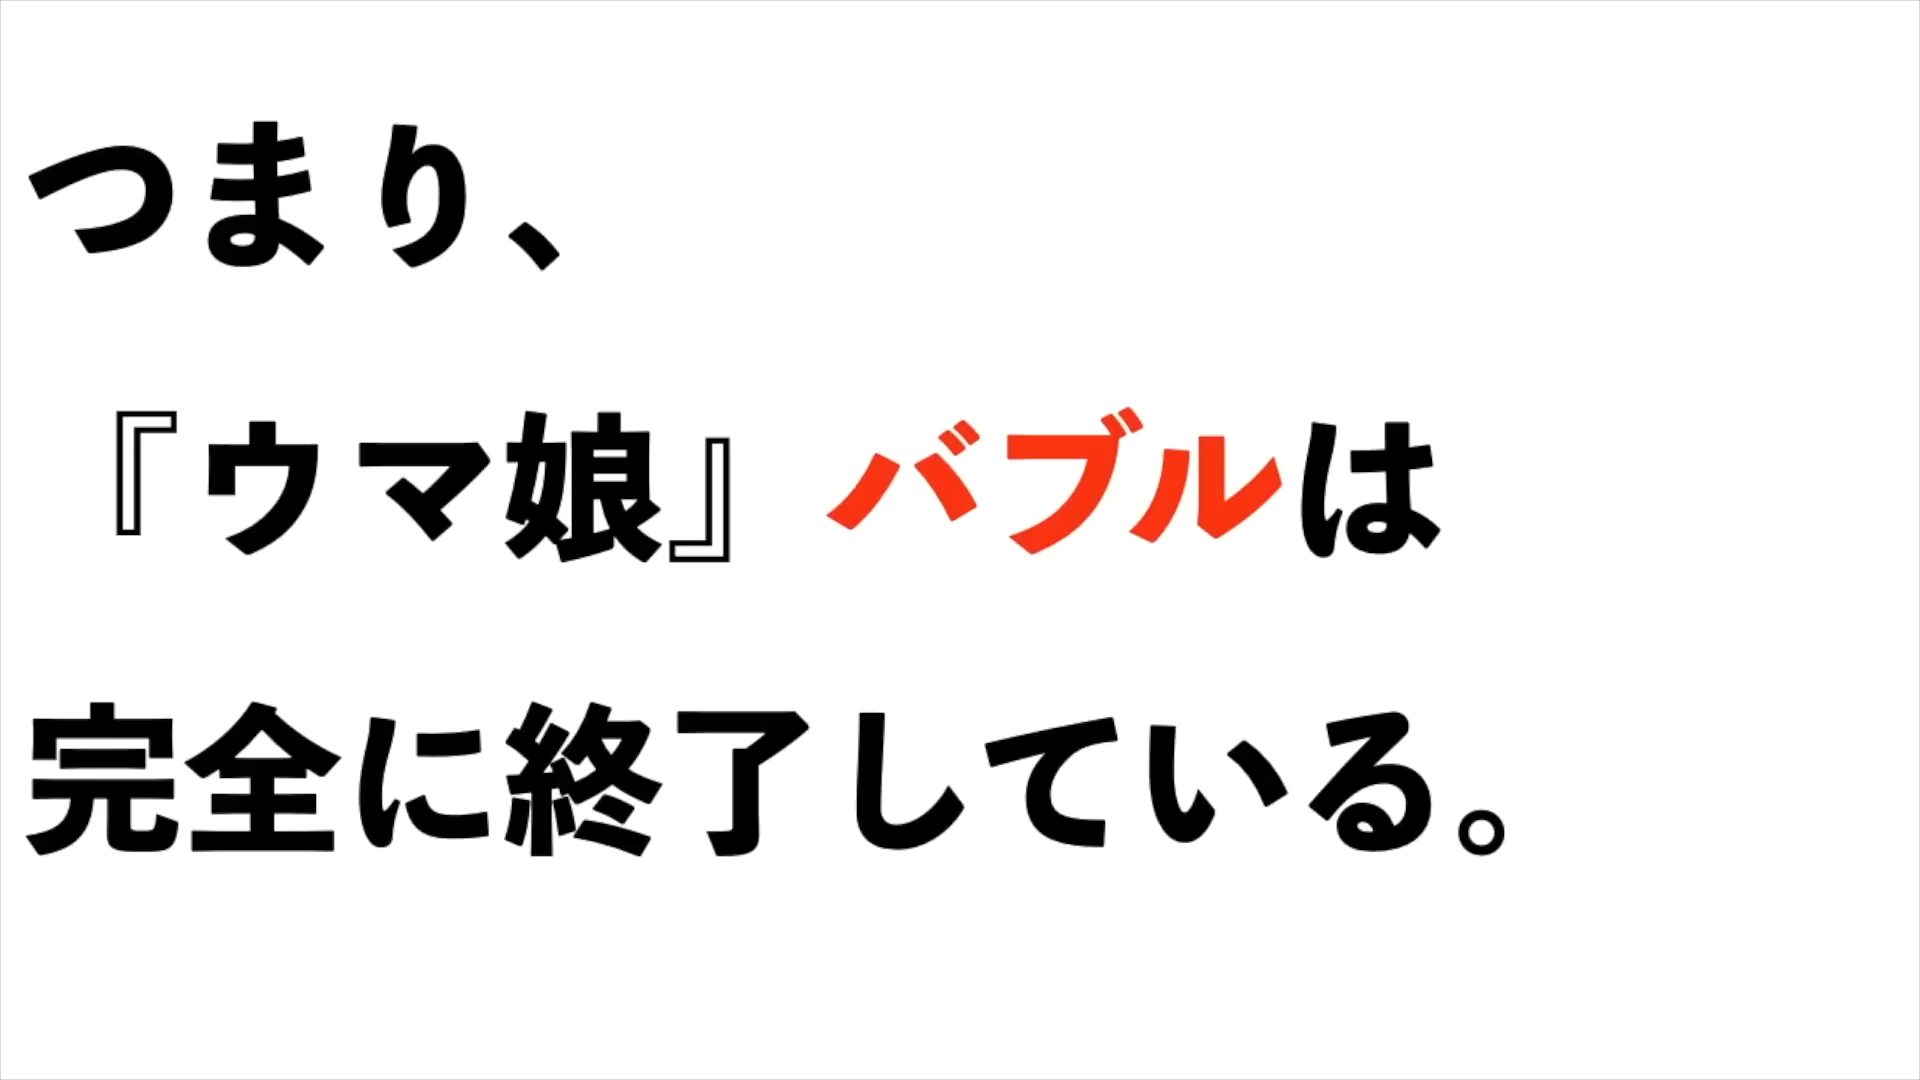 つまり、
『ウマ娘』バブルは
完全に終了している。